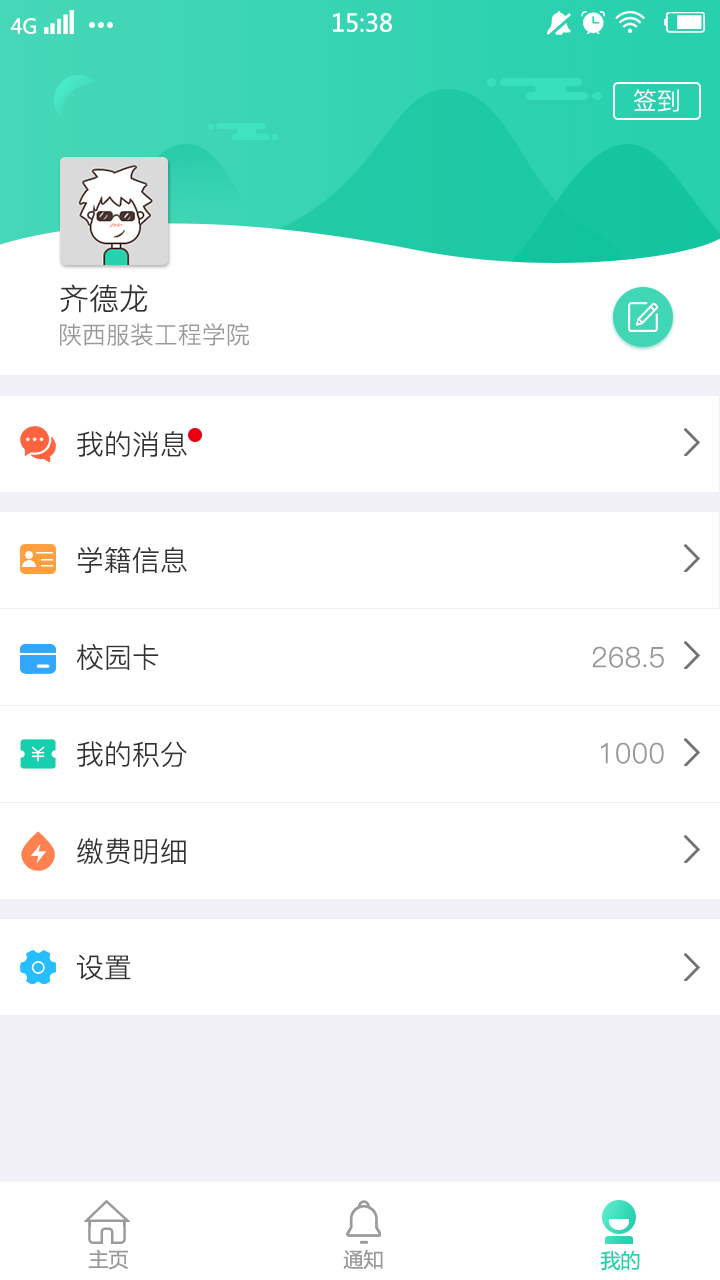 4G 15:38
签到
齐德龙
陕西服装工程学院
我的消息
学籍信息
校园卡 268.5
我的积分 1000
缴费明细
设置
主页 通知 我的